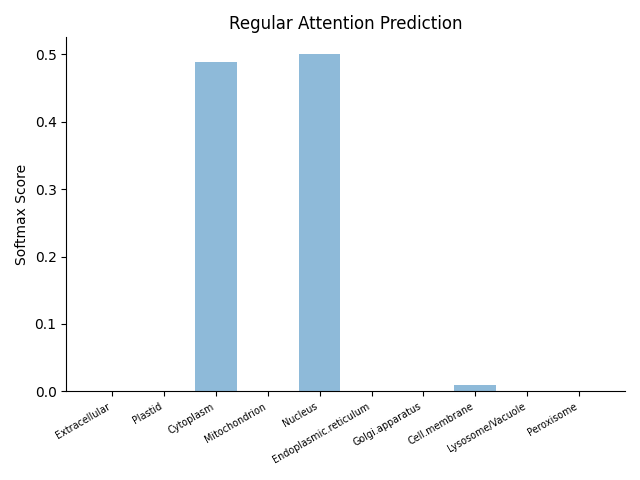 Regular Attention Prediction
Softmax Score
0.5
0.4
0.3
0.2
0.1
0.0
Extracellular
Plastid
Cytoplasm
Mitochondrion
Nucleus
Endoplasmic.reticulum
Golgi.apparatus
Cell.membrane
Lysosome/Vacuole
Peroxisome